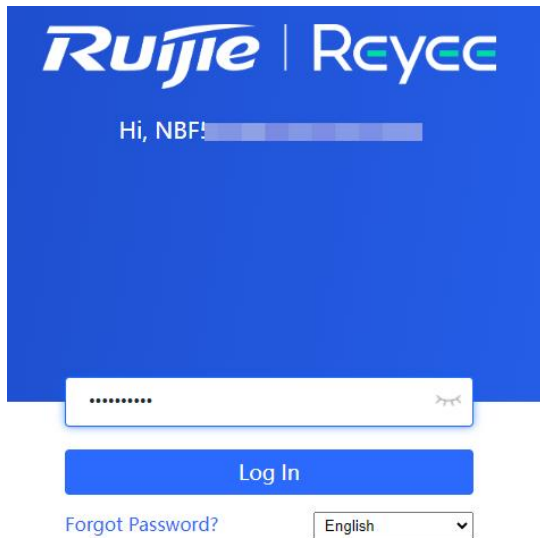 Ruijie | Reyee
Hi, NBF
••••••••••
Log In
Forgot Password?
English